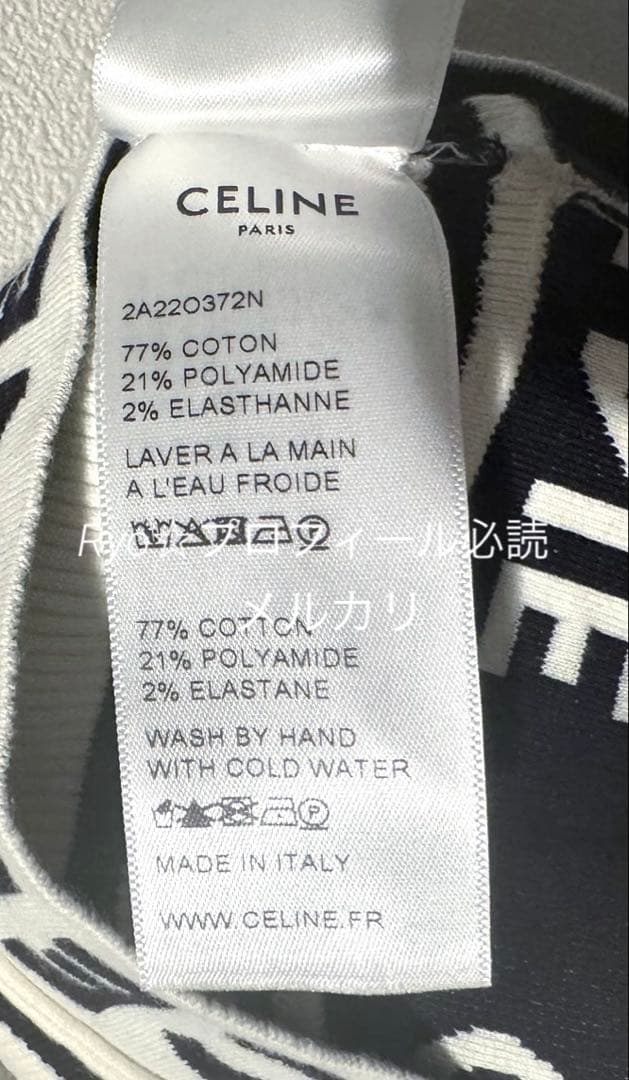 CELINE
PARIS
2A22O372N
77% COTON
21% POLYAMIDE
2% ELASTHANNE
LAVER A LA MAIN
A L'EAU FROIDE
プロフィール必読
メルカリ
77% COTTON
21% POLYAMIDE
2% ELASTANE
WASH BY HAND
WITH COLD WATER
P
MADE IN ITALY
WWW.CELINE.FR